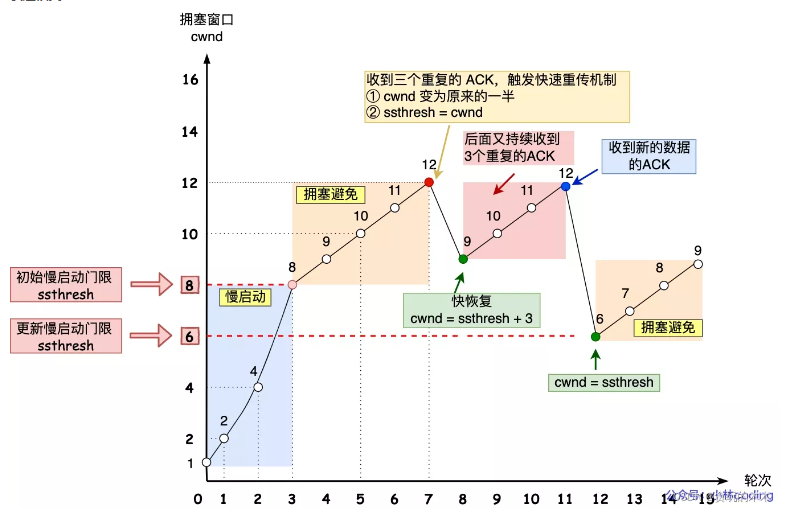 拥塞窗口
cwnd
16
14
12
10
8
6
4
2
1
收到三个重复的 ACK，触发快速重传机制
① cwnd 变为原来的一半
② ssthresh = cwnd
后面又持续收到
3个重复的ACK
收到新的数据
的ACK
拥塞避免
慢启动
初始慢启动门限
ssthresh
更新慢启动门限
ssthresh
2
4
8
9
10
11
12
9
10
11
12
6
7
8
9
快恢复
cwnd = ssthresh + 3
拥塞避免
cwnd = ssthresh
轮次
0 1 2 3 4 5 6 7 8 9 10 11 12 13 14 15
公众号：小林coding